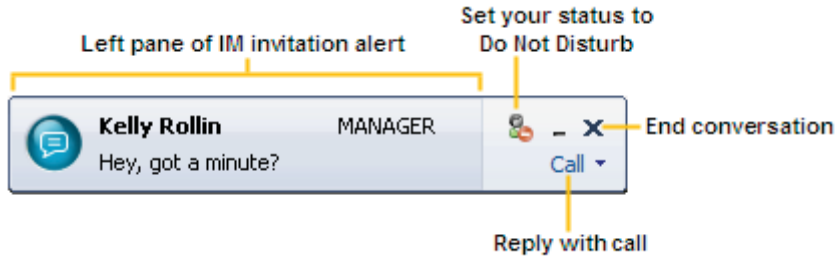 Set your status to
Do Not Disturb
Left pane of IM invitation alert
Kelly Rollin MANAGER
Hey, got a minute?
Call
End conversation
Reply with call